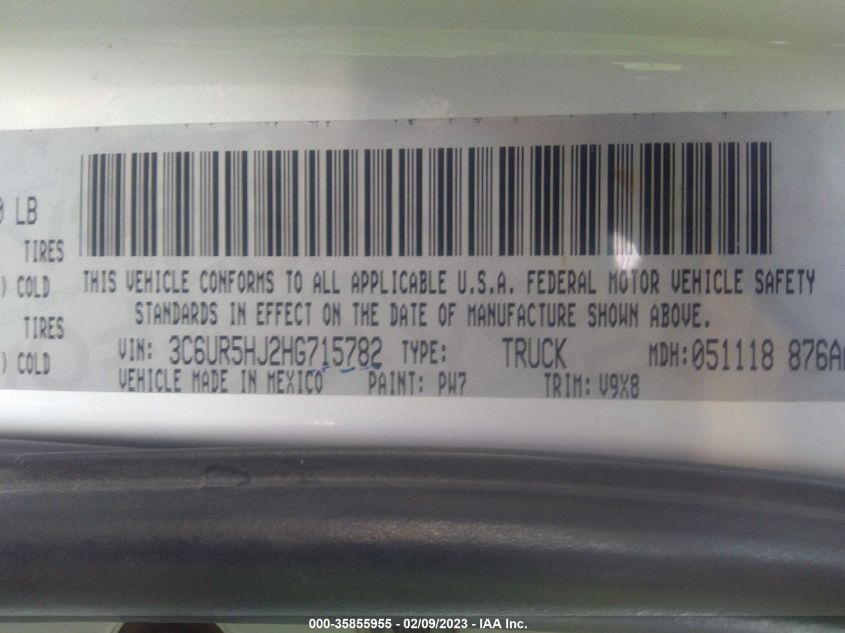 LB
TIRES
COLD
TIRES
COLD
THIS VEHICLE CONFORMS TO ALL APPLICABLE U.S.A. FEDERAL MOTOR VEHICLE SAFETY
STANDARDS IN EFFECT ON THE DATE OF MANUFACTURE SHOWN ABOVE.
VIN: 3C6UR5HJ2HG715782 TYPE: TRUCK MDH:051118 876A
VEHICLE MADE IN MEXICO PAINT: PW7 TRIM: V9X8
000-35855955 - 02/09/2023 - IAA Inc.